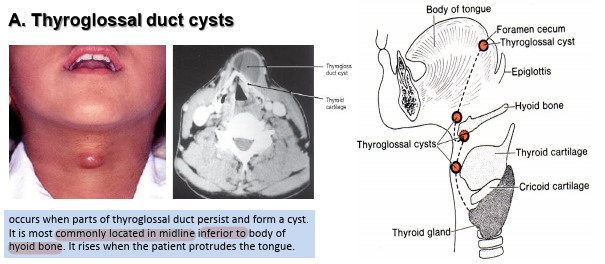 A. Thyroglossal duct cysts
Thyrogloss
duct cyst
Thyroid
cartilage
occurs when parts of thyroglossal duct persist and form a cyst.
It is most commonly located in midline inferior to body of
hyoid bone. It rises when the patient protrudes the tongue.
Body of tongue
Foramen cecum
Thyroglossal cyst
Epiglottis
Hyoid bone
Thyroglossal cysts
Thyroid cartilage
Cricoid cartilage
Thyroid gland